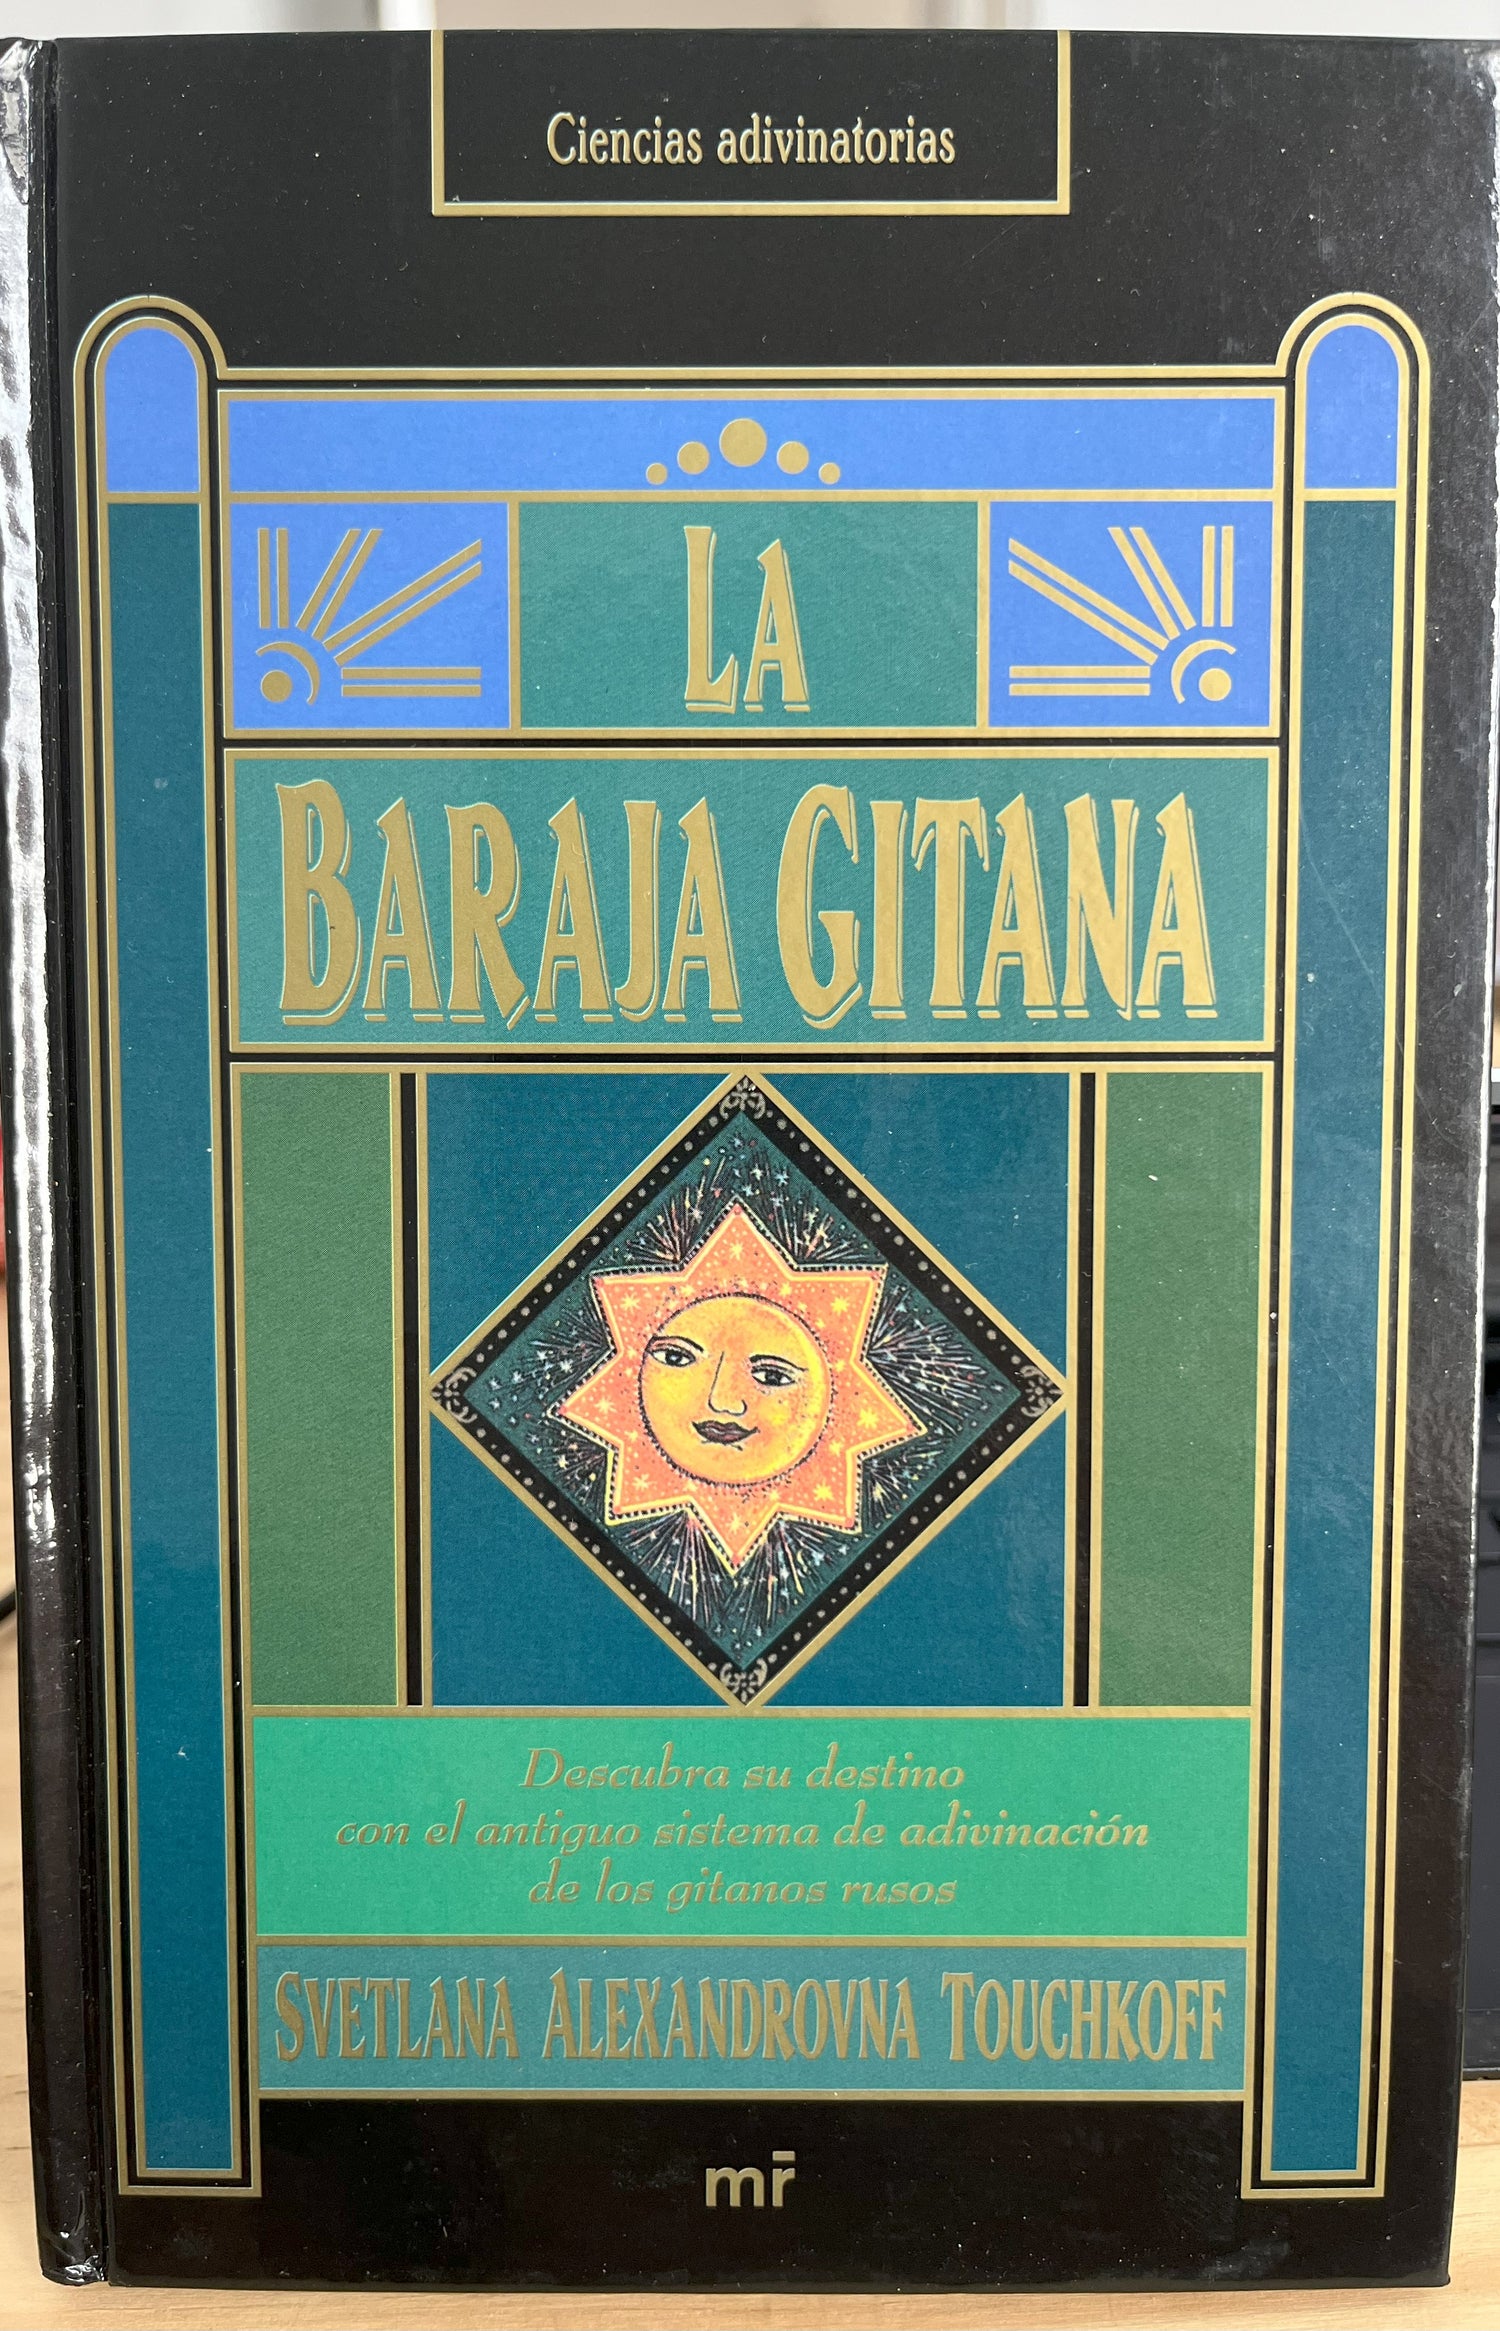 Ciencias adivinatorias
LA
BARAJA GITANA
Descubra su destino
con el antiguo sistema de adivinación
de los gitanos rusos
SVETLANA ALEXANDROVNA TOUCHKOFF
mr